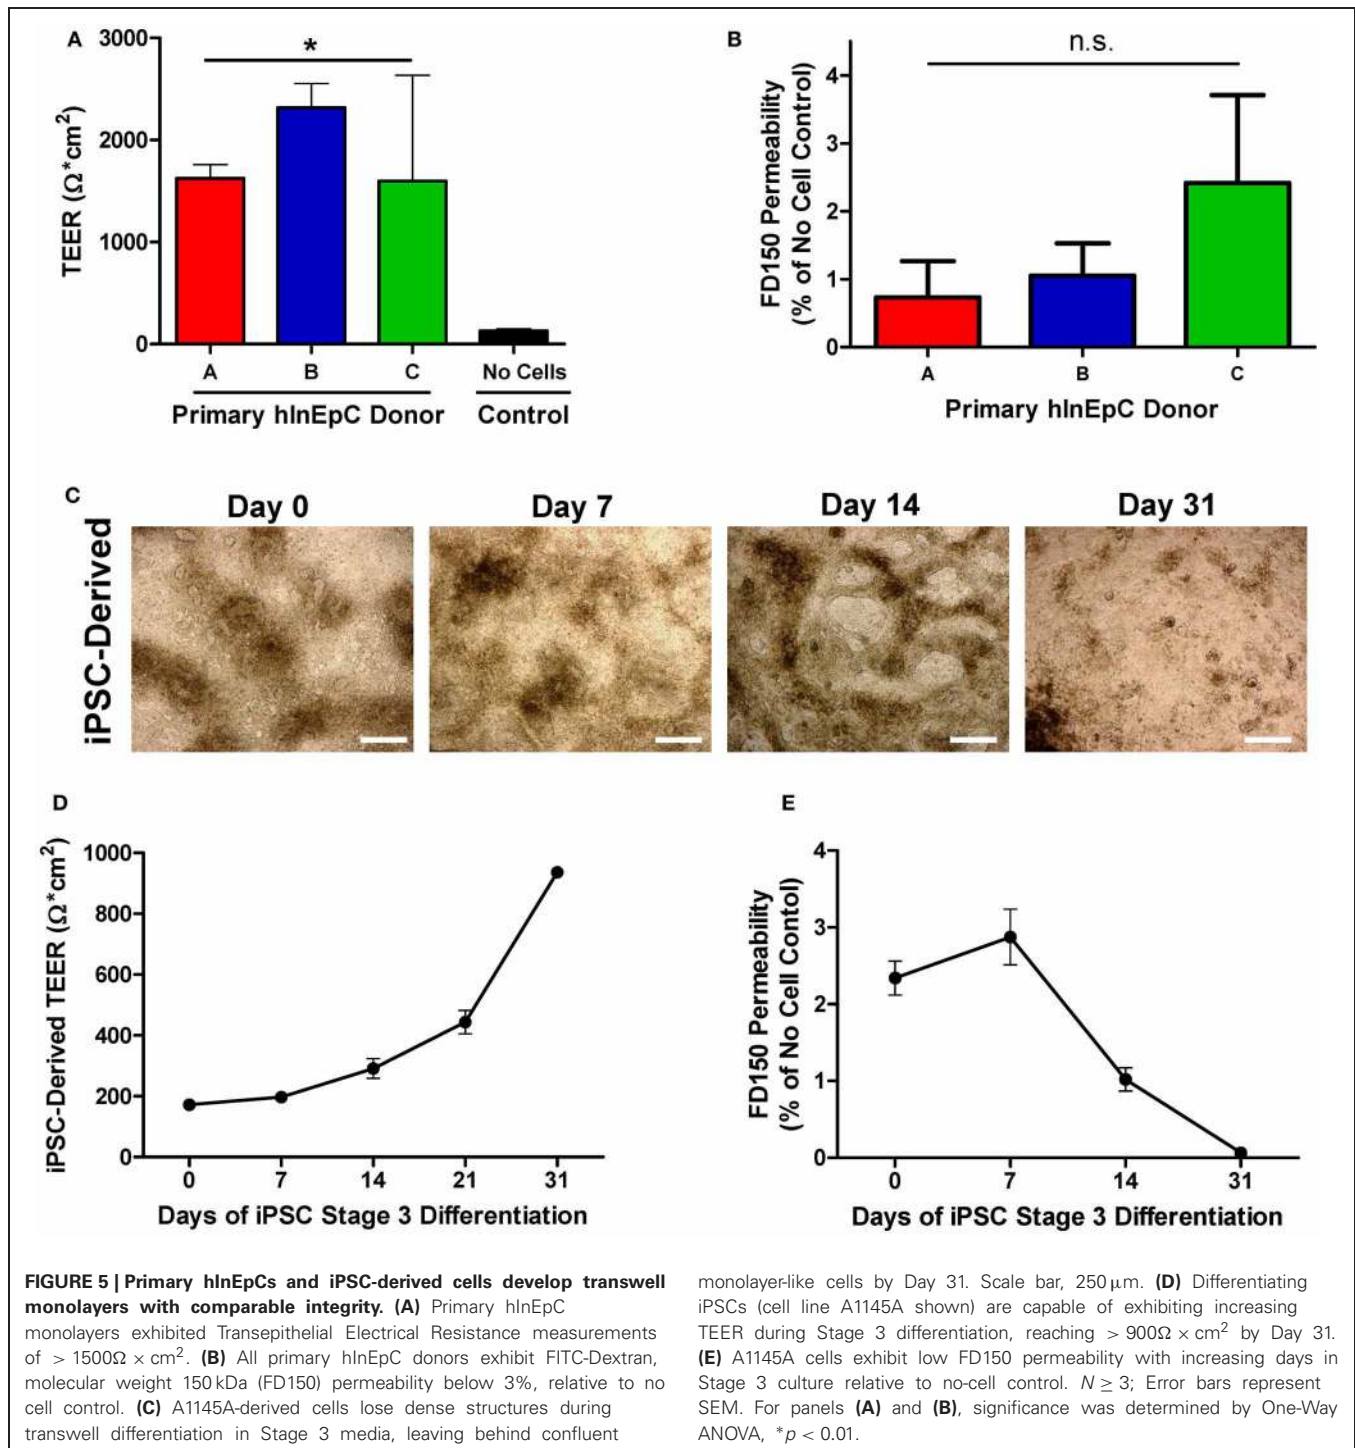 A
3000
2000
1000
0
TEER (Ω*cm2)
*
A B C No Cells
Primary hInEpC Donor Control
B
4
3
2
1
0
FD150 Permeability
(% of No Cell Control)
n.s.
A B C
Primary hInEpC Donor
C
iPSC-Derived
Day 0 Day 7 Day 14 Day 31
D
1000
800
600
400
200
0
iPSC-Derived TEER (Ω*cm2)
0 7 14 21 31
Days of iPSC Stage 3 Differentiation
E
4
3
2
1
0
FD150 Permeability
(% of No Cell Contol)
0 7 14 31
Days of iPSC Stage 3 Differentiation
FIGURE 5 | Primary hInEpCs and iPSC-derived cells develop transwell
monolayers with comparable integrity. (A) Primary hInEpC
monolayers exhibited Transepithelial Electrical Resistance measurements
of > 1500Ω × cm2. (B) All primary hInEpC donors exhibit FITC-Dextran,
molecular weight 150 kDa (FD150) permeability below 3%, relative to no
cell control. (C) A1145A-derived cells lose dense structures during
transwell differentiation in Stage 3 media, leaving behind confluent
monolayer-like cells by Day 31. Scale bar, 250 μm. (D) Differentiating
iPSCs (cell line A1145A shown) are capable of exhibiting increasing
TEER during Stage 3 differentiation, reaching > 900Ω × cm2 by Day 31.
(E) A1145A cells exhibit low FD150 permeability with increasing days in
Stage 3 culture relative to no-cell control. N ≥ 3; Error bars represent
SEM. For panels (A) and (B), significance was determined by One-Way
ANOVA, *p < 0.01.